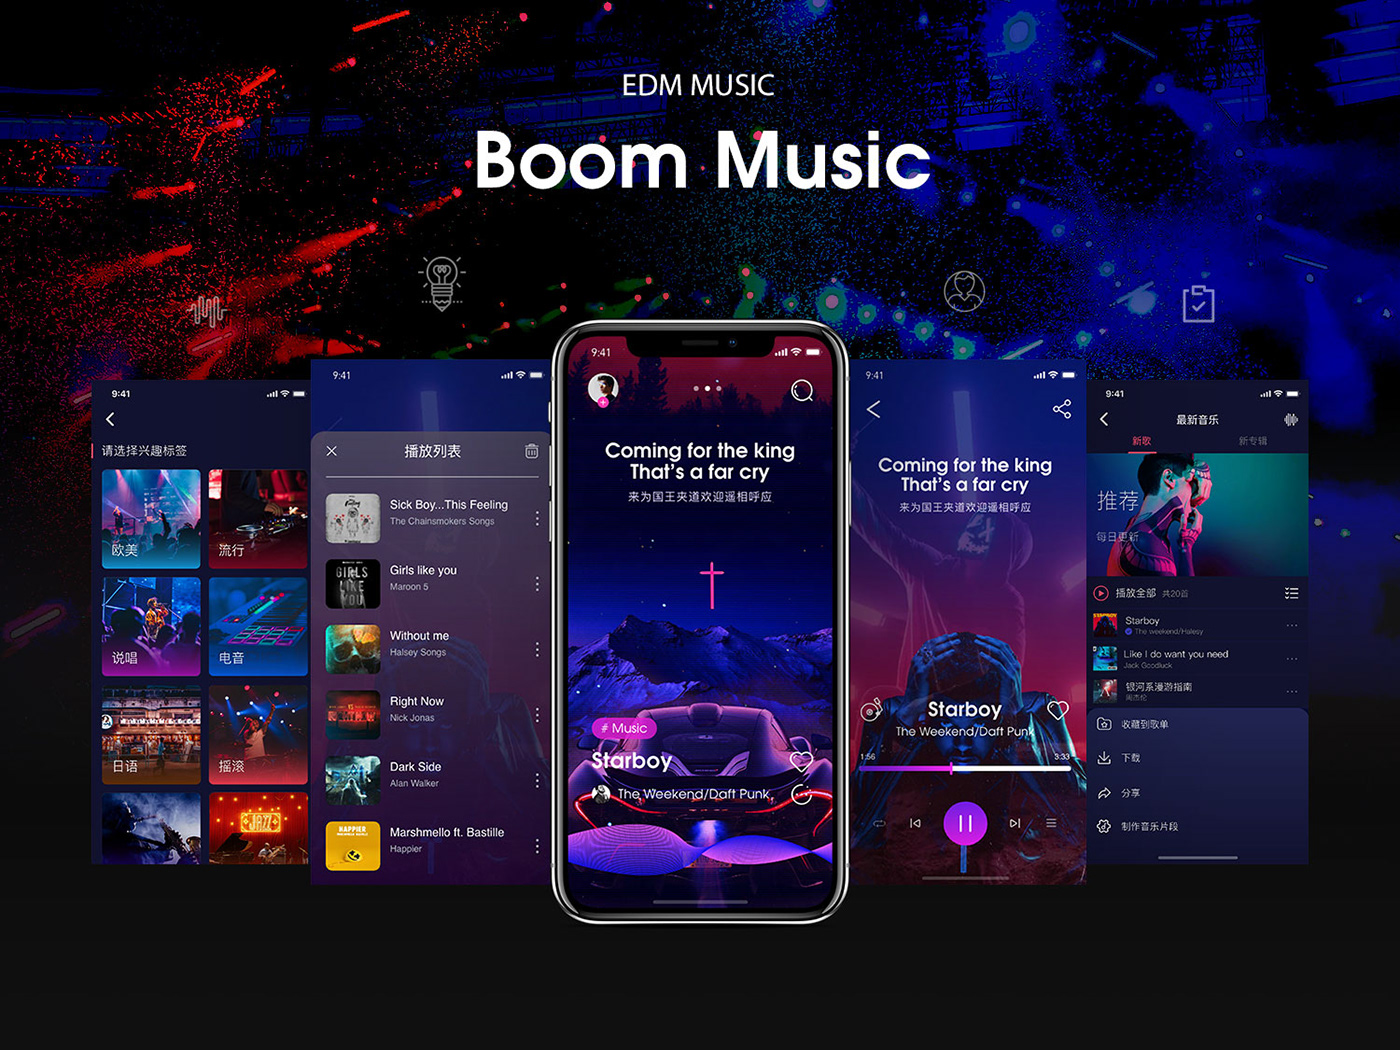 EDM MUSIC
Boom Music
9:41
请选择兴趣标签
欧美
流行
说唱
电音
日语
摇滚
JAZZ
9:41
播放列表
Sick Boy...This Feeling
The Chainsmokers Songs
GIRLS
LIKE
YOU
Girls like you
Maroon 5
Without me
Halsey Songs
Right Now
Nick Jonas
Dark Side
Alan Walker
HAPPIER
Marshmello ft. Bastille
Happier
9:41
Coming for the king
That's a far cry
来为国王夹道欢迎遥相呼应
# Music
Starboy
The Weekend/Daft Punk
9:41
Coming for the king
That's a far cry
来为国王夹道欢迎遥相呼应
Starboy
The Weekend/Daft Punk
1:56
3:33
9:41
最新音乐
新歌
新专辑
推荐
每日更新
播放全部 共20首
Starboy
The weekend/Halesy
Like I do want you need
Jack Goodluck
银河系漫游指南
周杰伦
收藏到歌单
下载
分享
制作音乐片段